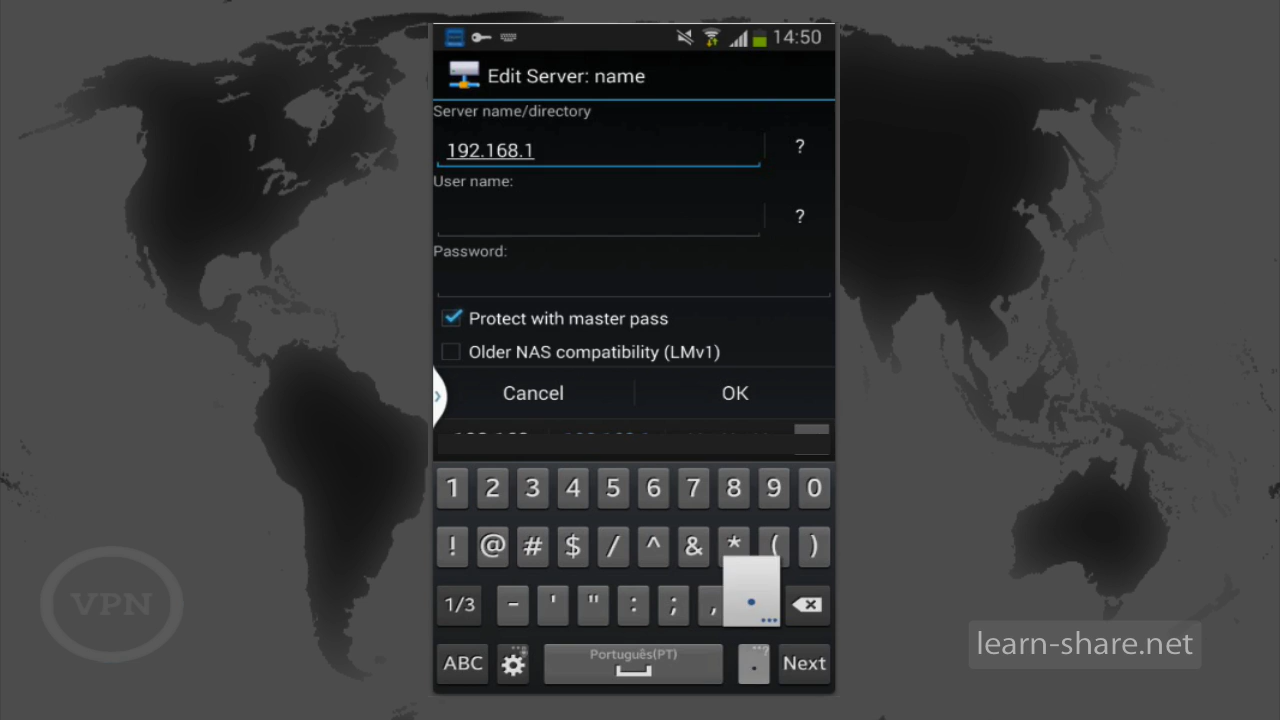 14:50
Edit Server: name
Server name/directory
192.168.1
?
User name:
?
Password:
Protect with master pass
Older NAS compatibility (LMv1)
Cancel OK
1 2 3 4 5 6 7 8 9 0
! @ # $ / ^ & * ( )
1/3 - ' " : ; , .
ABC Português(PT) . Next
VPN
learn-share.net